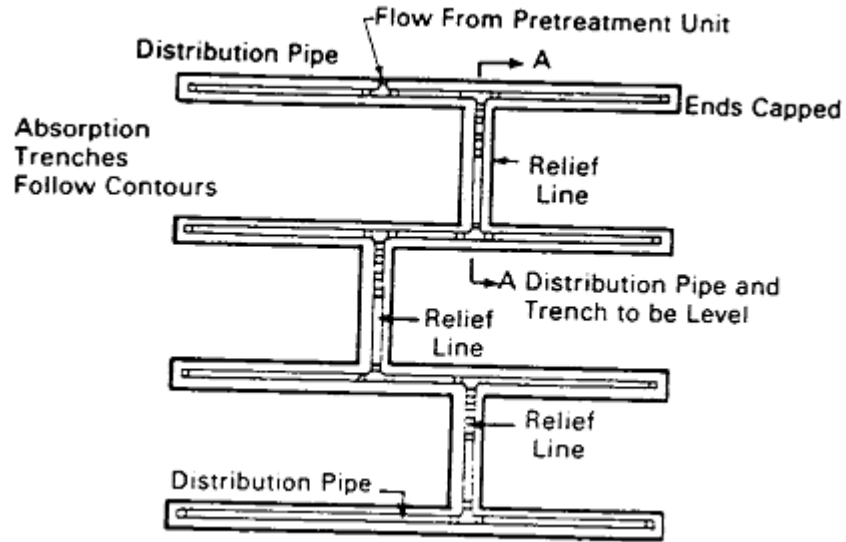 Flow From Pretreatment Unit
Distribution Pipe
A
Ends Capped
Absorption
Trenches
Follow Contours
Relief
Line
A Distribution Pipe and
Trench to be Level
Relief
Line
Relief
Line
Distribution Pipe